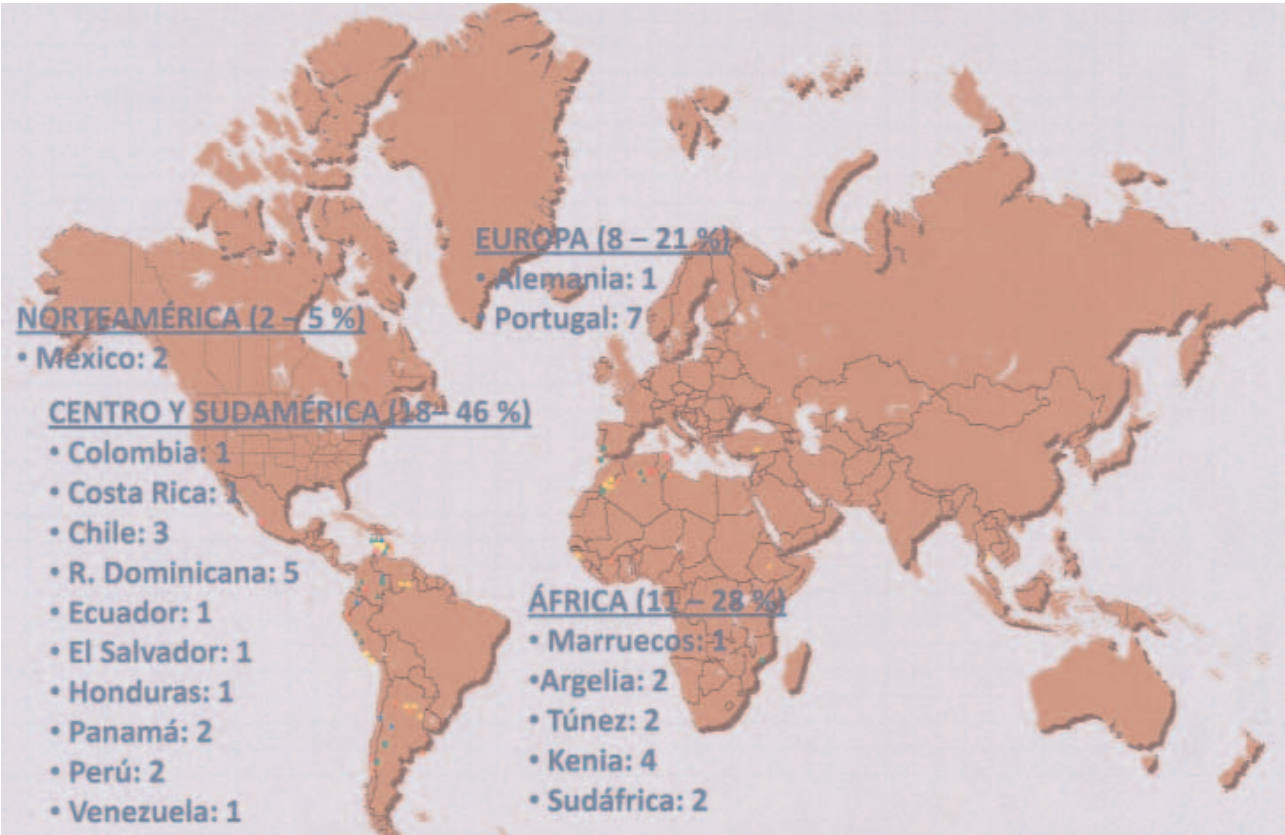 EUROPA (8 – 21 %)
• Alemania: 1
• Portugal: 7
NORTEAMÉRICA (2 – 5 %)
• México: 2
CENTRO Y SUDAMÉRICA (18– 46 %)
• Colombia: 1
• Costa Rica: 1
• Chile: 3
• R. Dominicana: 5
• Ecuador: 1
• El Salvador: 1
• Honduras: 1
• Panamá: 2
• Perú: 2
• Venezuela: 1
ÁFRICA (11 – 28 %)
• Marruecos: 1
•Argelia: 2
• Túnez: 2
• Kenia: 4
• Sudáfrica: 2